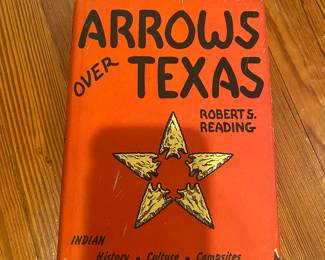 ARROWS
OVER TEXAS
ROBERT S.
READING
INDIAN
History • Culture • Campsites